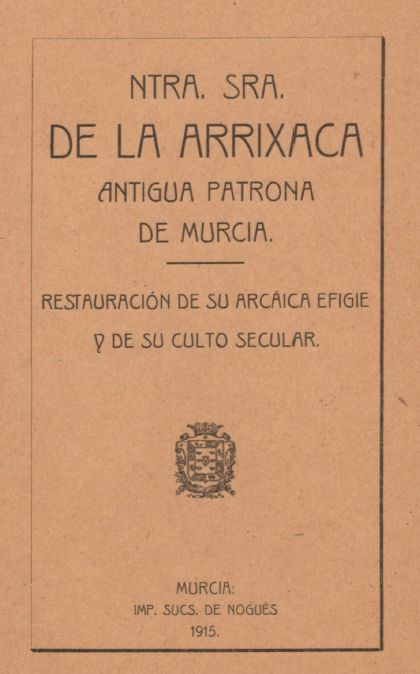 NTRA. SRA.
DE LA ARRIXACA
ANTIGUA PATRONA
DE MURCIA.
RESTAURACIÓN DE SU ARCÁICA EFIGIE
Y DE SU CULTO SECULAR.
MURCIA:
IMP. SUCS. DE NOGUÉS
1915.